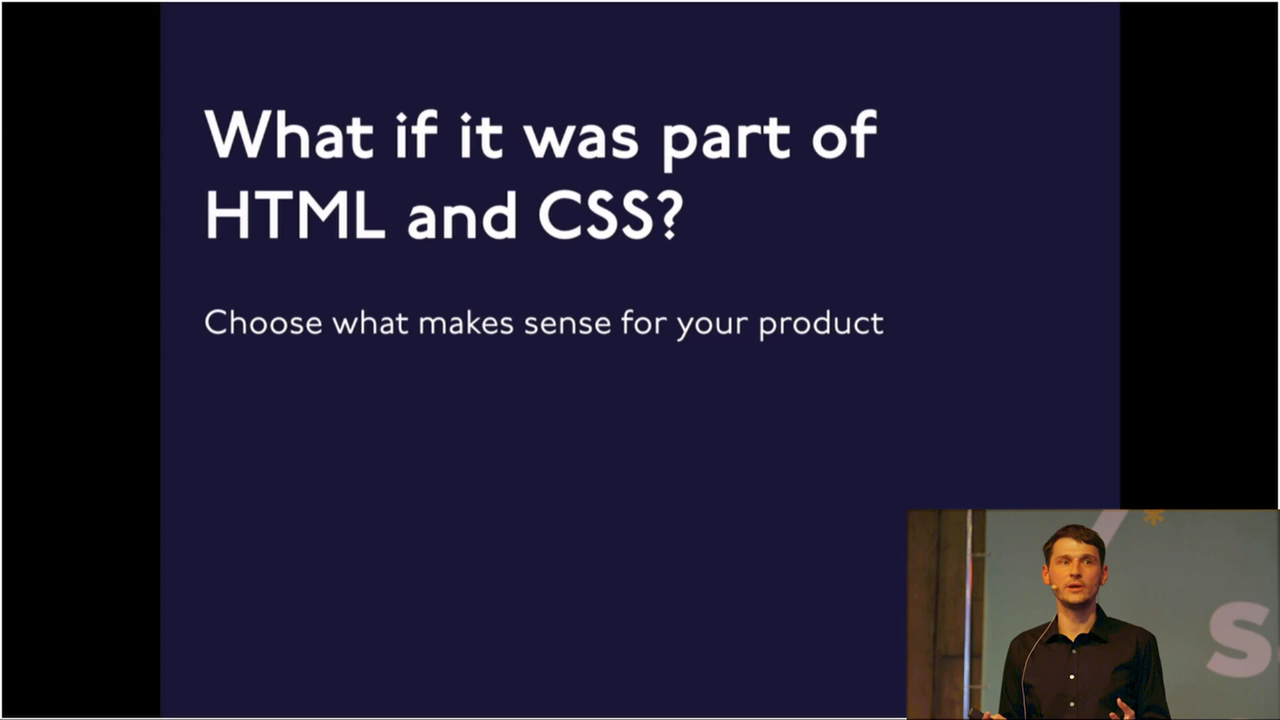 What if it was part of
HTML and CSS?
Choose what makes sense for your product
S